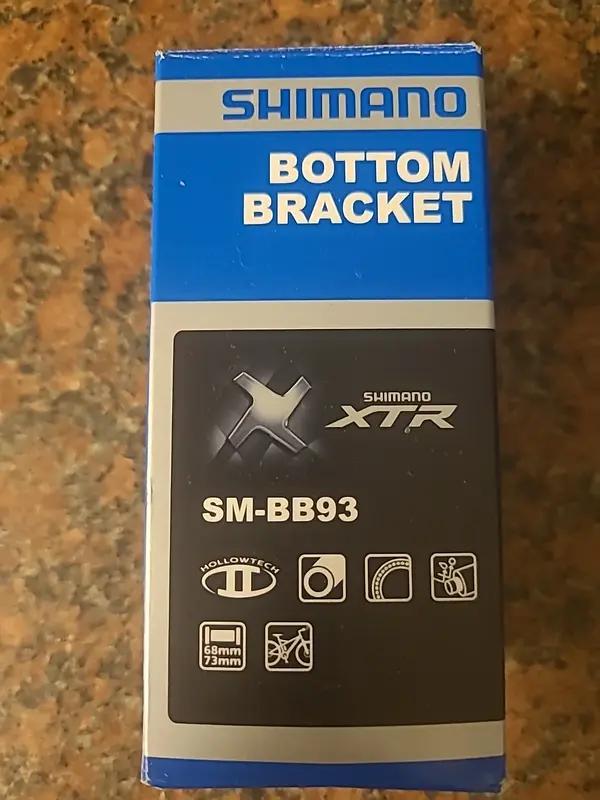 SHIMANO
BOTTOM
BRACKET
SHIMANO
XTR
SM-BB93
HOLLOWTECH
II
68mm
73mm